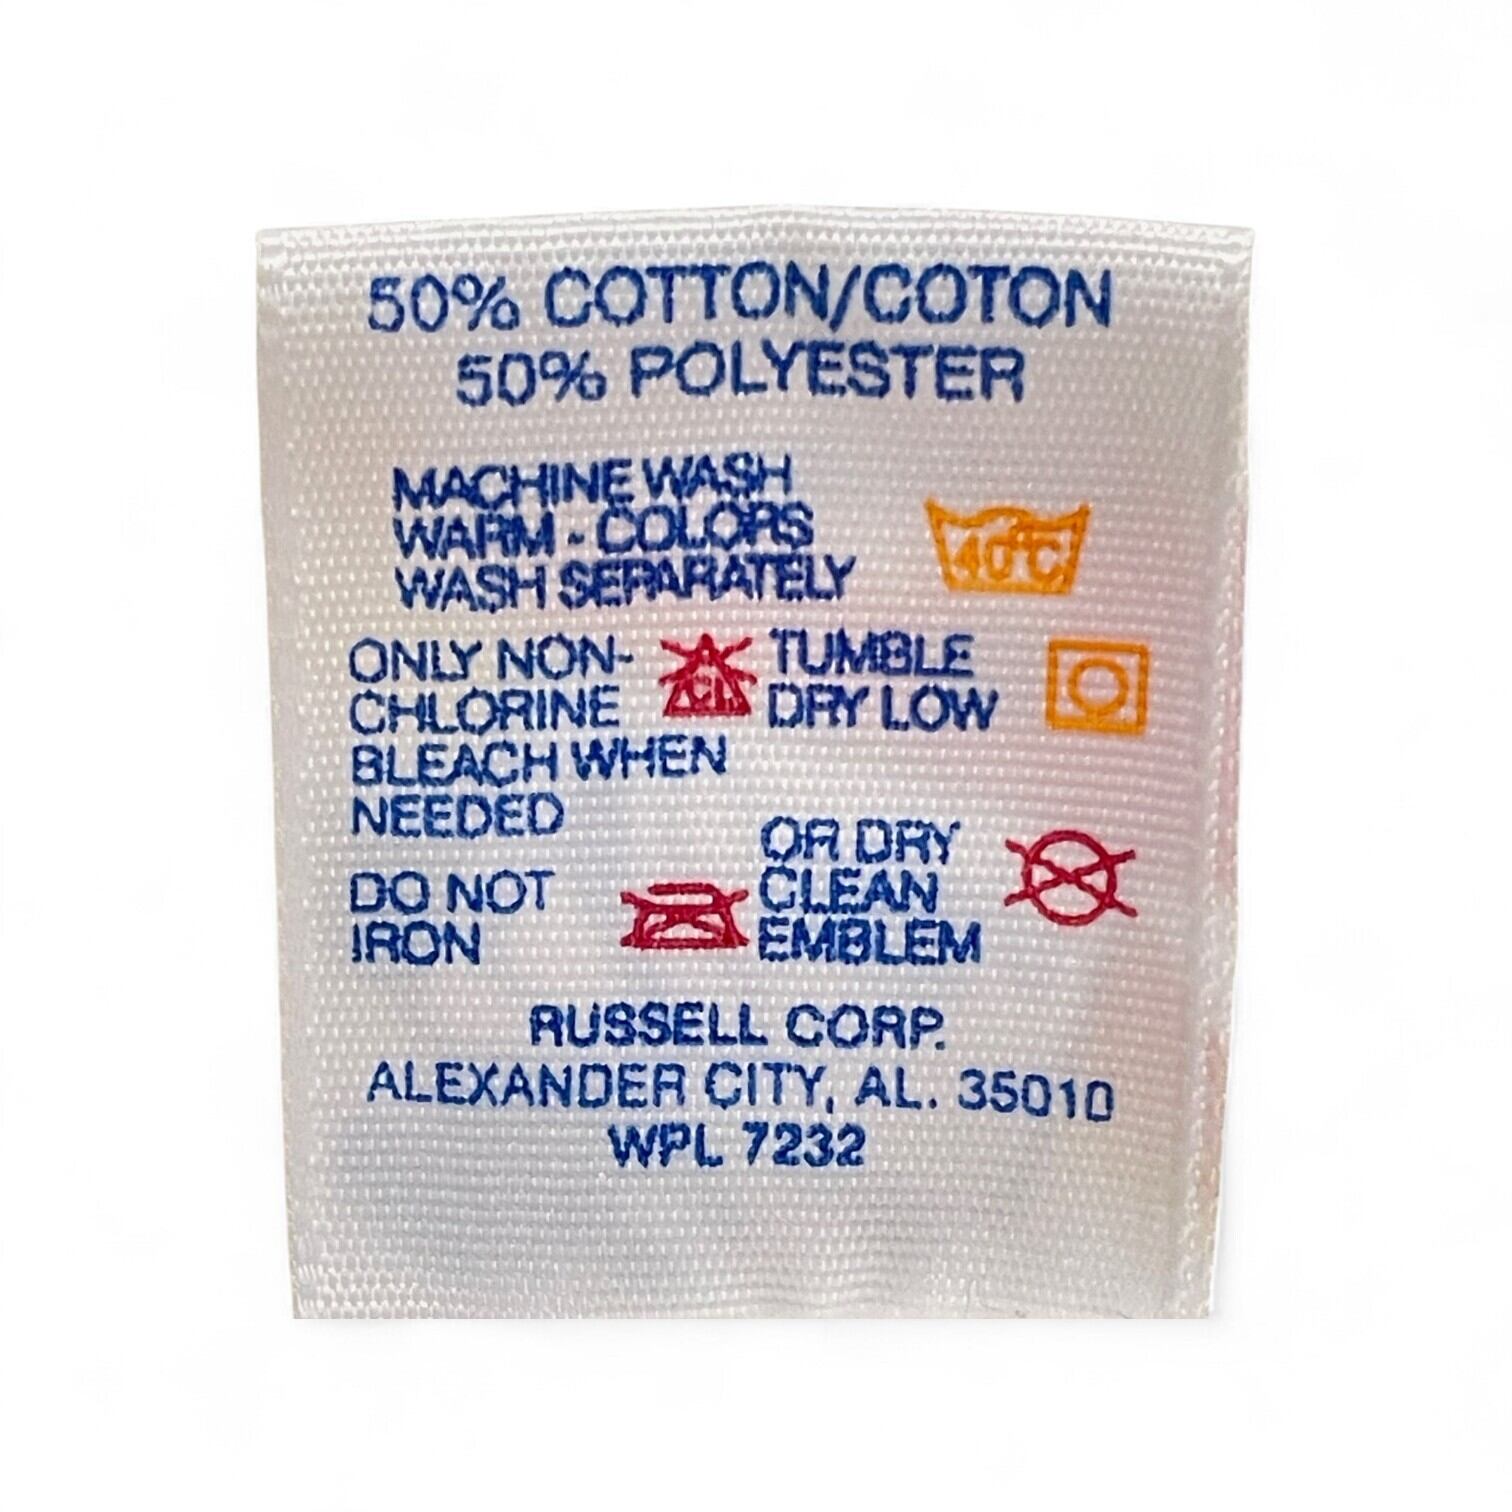 50% COTTON/COTON
50% POLYESTER
MACHINE WASH
WARM - COLORS
WASH SEPARATELY
40°C
ONLY NON-
CHLORINE
BLEACH WHEN
NEEDED
CL
TUMBLE
DRY LOW
DO NOT
IRON
OR DRY
CLEAN
EMBLEM
RUSSELL CORP.
ALEXANDER CITY, AL. 35010
WPL 7232